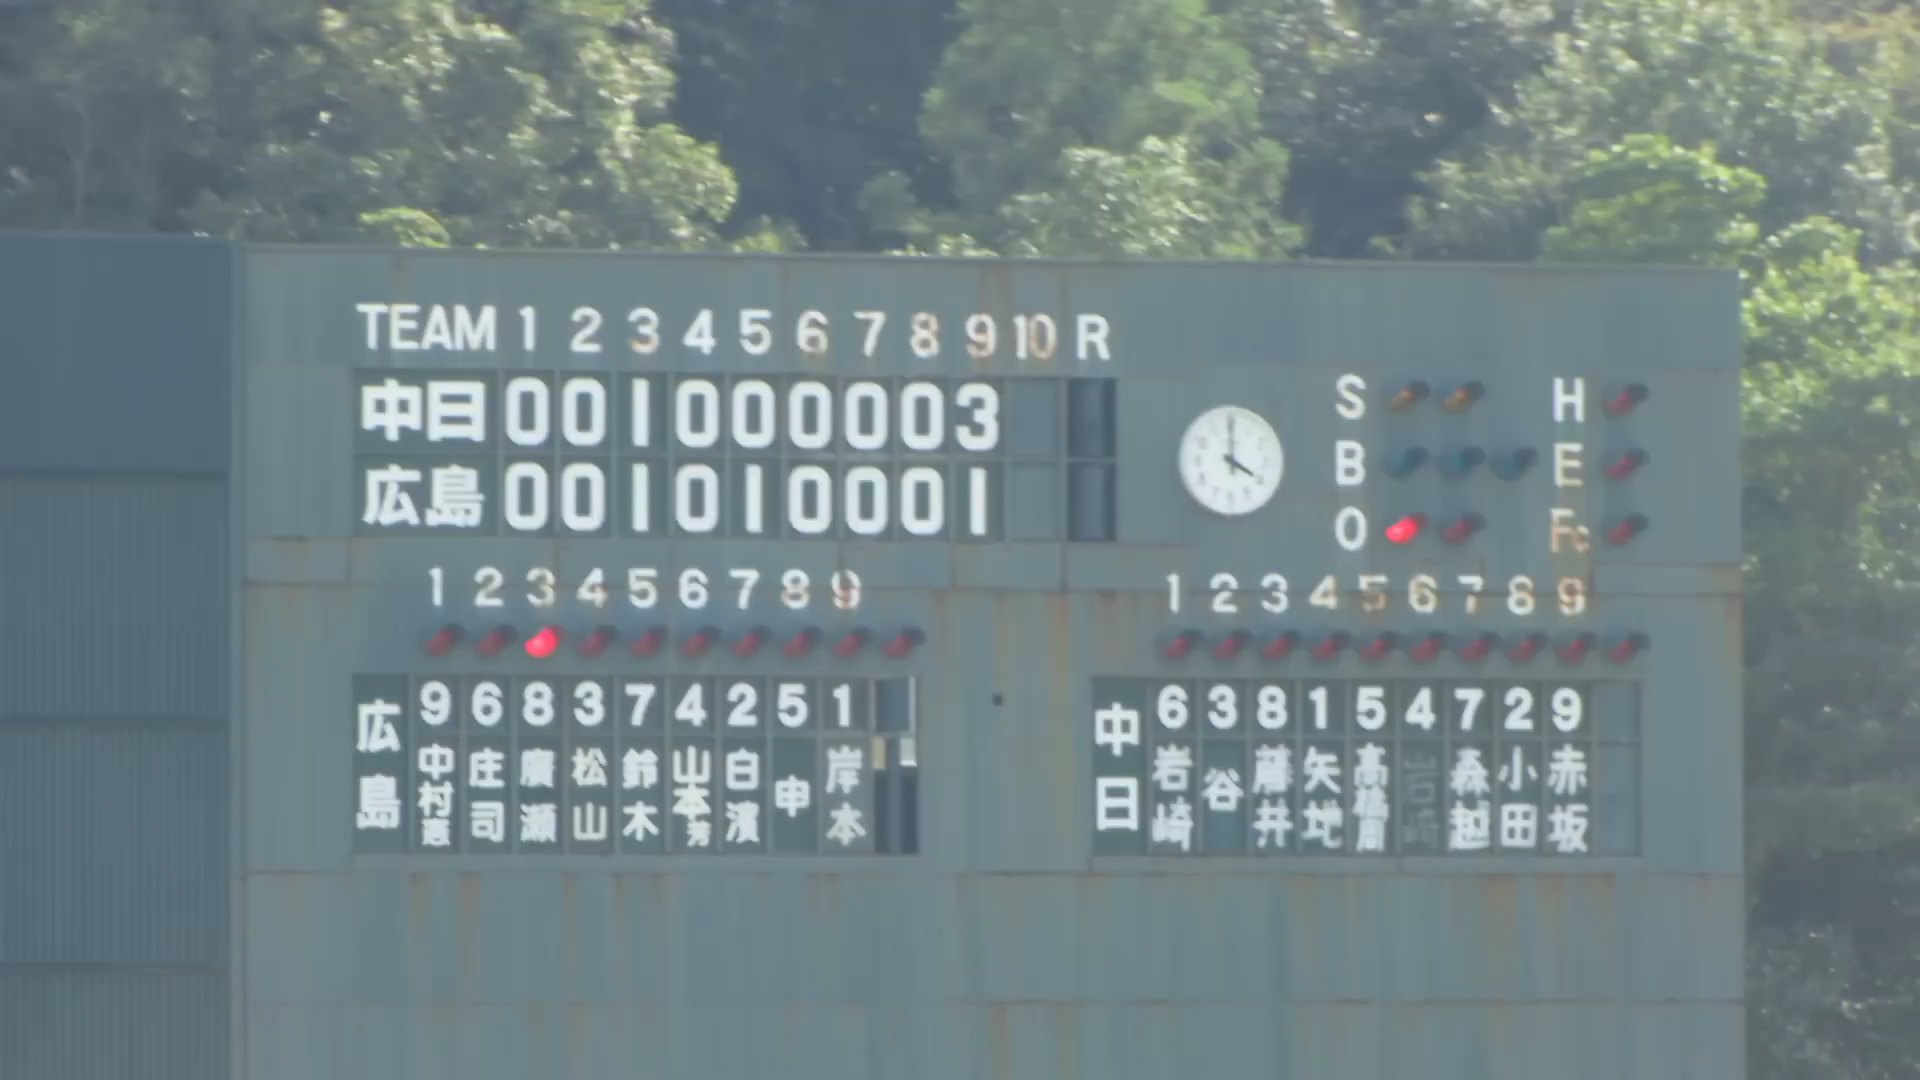 TEAM 1 2 3 4 5 6 7 8 9 10 R
中日 0 0 1 0 0 0 0 0 3
広島 0 0 1 0 1 0 0 0 1
S H
B E
O Fc
1 2 3 4 5 6 7 8 9
広島 9 6 8 3 7 4 2 5 1
中村憲 庄司 廣瀬 松山 鈴木 山本芳 白濱 申 岸本
1 2 3 4 5 6 7 8 9
中日 6 3 8 1 5 4 7 2 9
岩崎 谷 藤井 矢地 高橋周 岩崎 森越 小田 赤坂